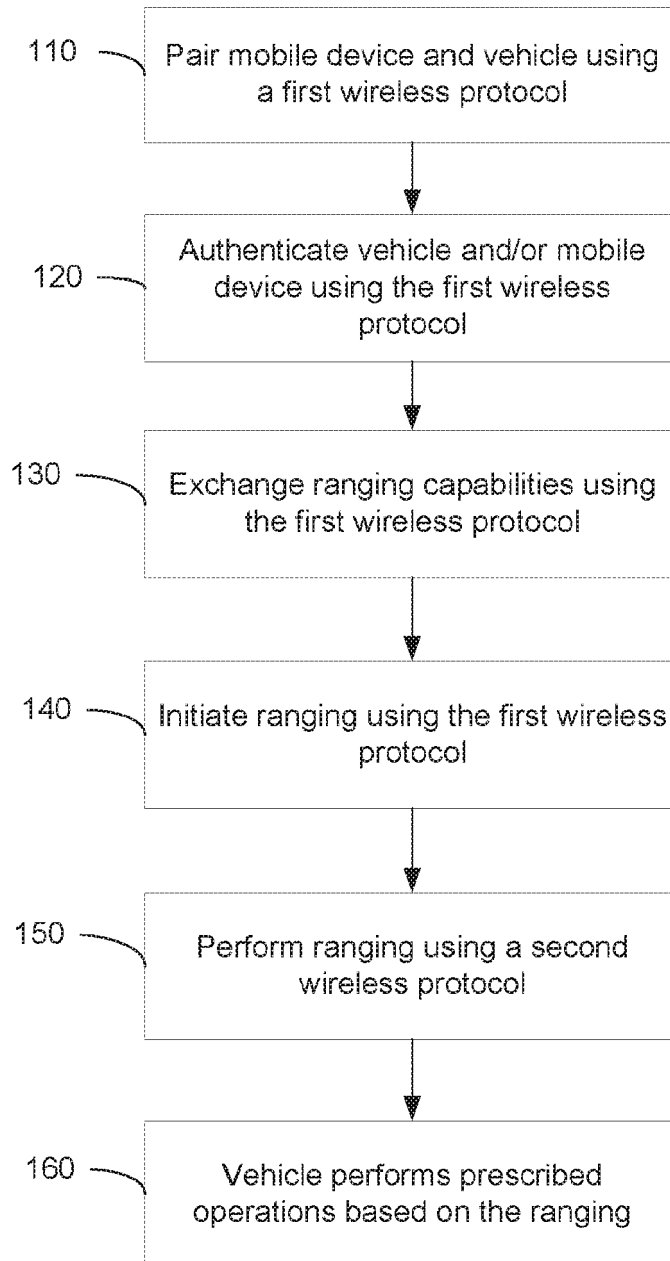 110
Pair mobile device and vehicle using
a first wireless protocol
120
Authenticate vehicle and/or mobile
device using the first wireless
protocol
130
Exchange ranging capabilities using
the first wireless protocol
140
Initiate ranging using the first wireless
protocol
150
Perform ranging using a second
wireless protocol
160
Vehicle performs prescribed
operations based on the ranging